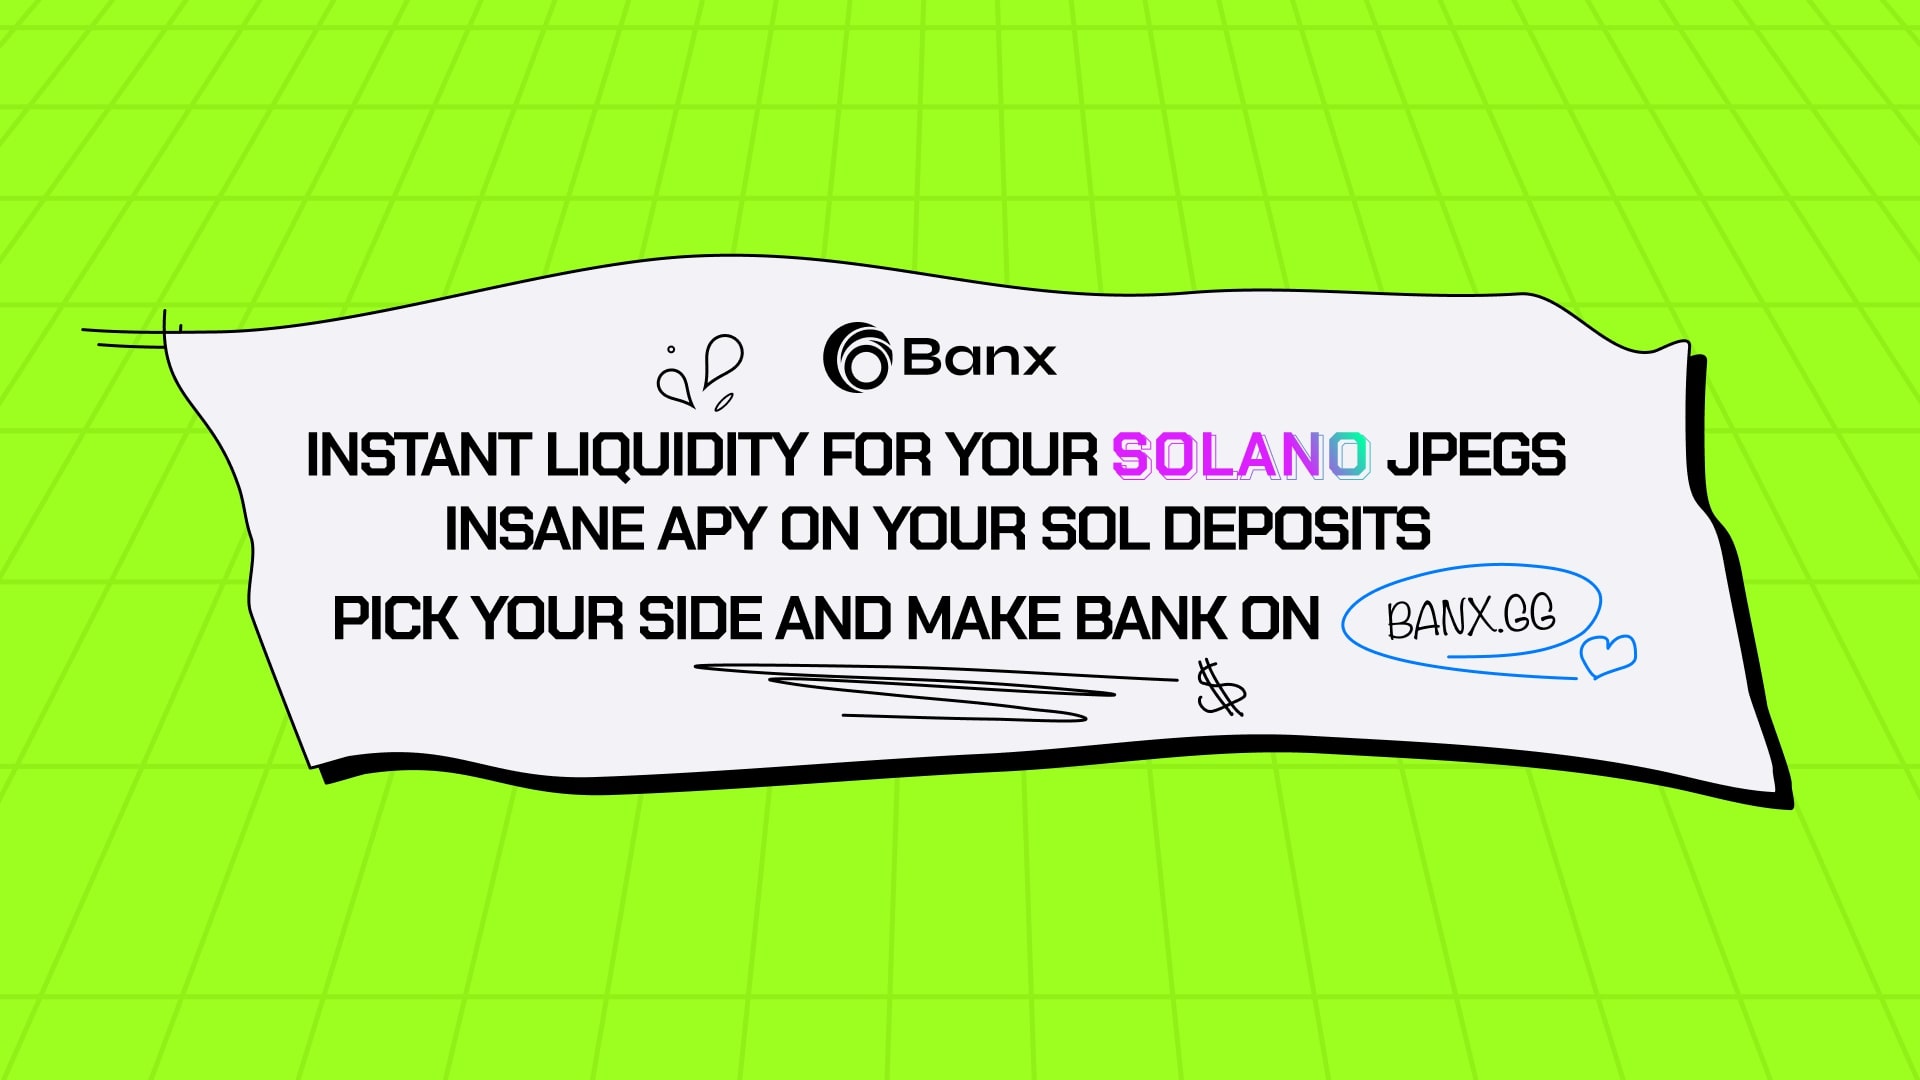 Banx
INSTANT LIQUIDITY FOR YOUR SOLANO JPEGS
INSANE APY ON YOUR SOL DEPOSITS
PICK YOUR SIDE AND MAKE BANK ON BANX.GG
$